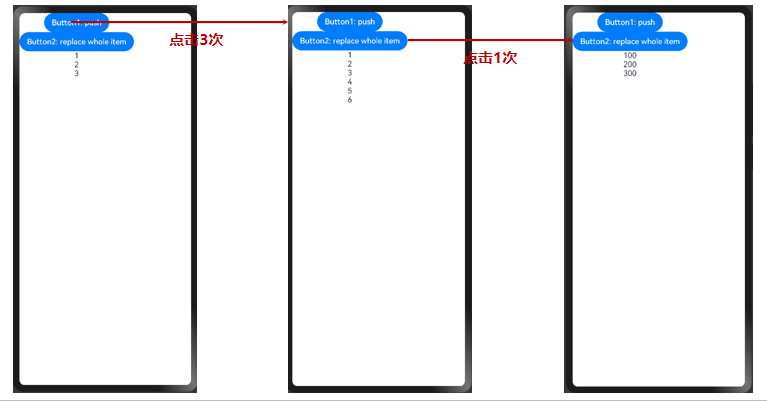 Button1: push
Button2: replace whole item
1
2
3
点击3次
Button1: push
Button2: replace whole item
1
2
3
4
5
6
点击1次
Button1: push
Button2: replace whole item
100
200
300